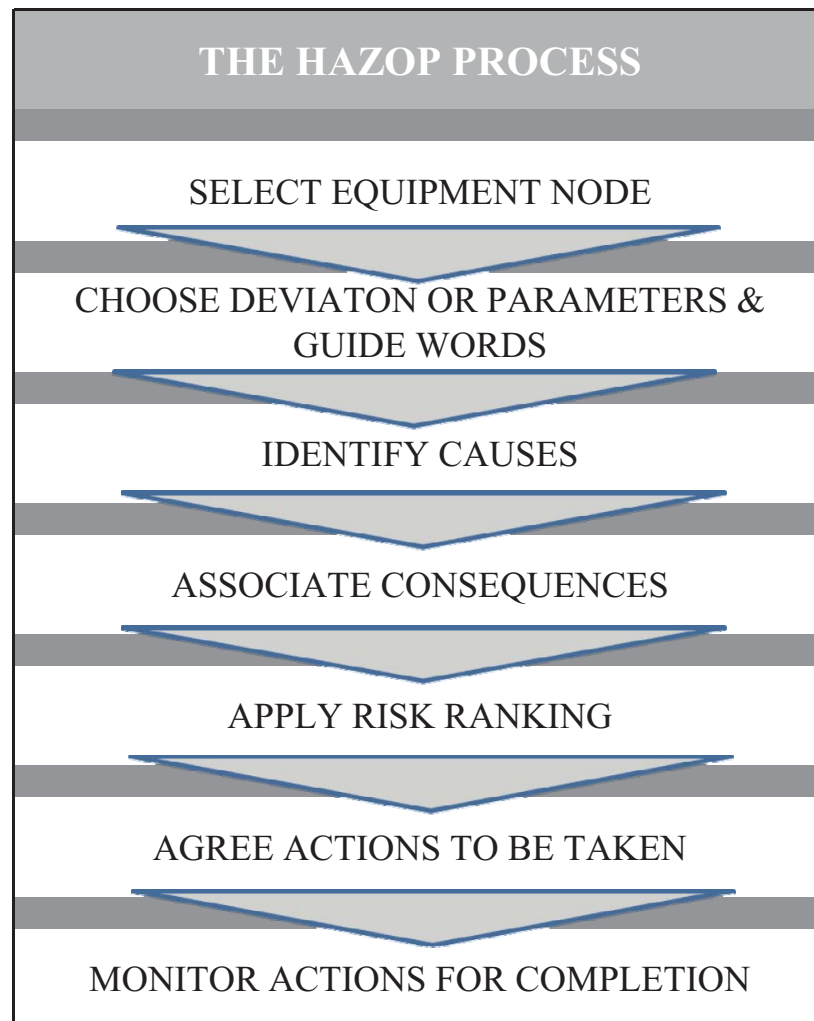 THE HAZOP PROCESS
SELECT EQUIPMENT NODE
CHOOSE DEVIATON OR PARAMETERS &
GUIDE WORDS
IDENTIFY CAUSES
ASSOCIATE CONSEQUENCES
APPLY RISK RANKING
AGREE ACTIONS TO BE TAKEN
MONITOR ACTIONS FOR COMPLETION